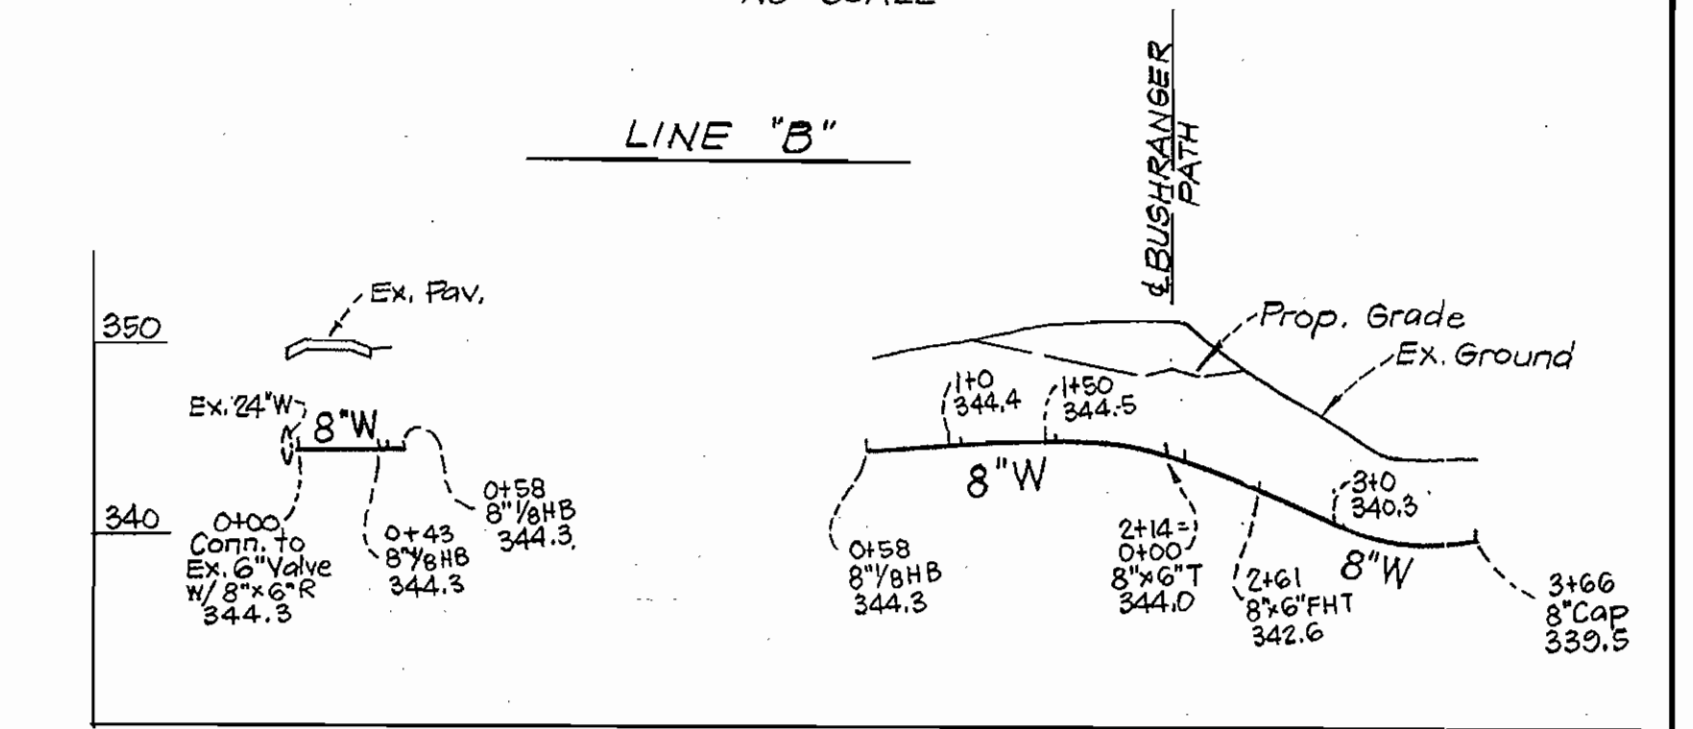 LINE "B"
℄ BUSHRANGER
PATH
Ex. Pav.
350
Prop. Grade
Ex. Ground
Ex. 24"W
8"W
1+0
344.4
1+50
344.5
8"W
3+0
340.3
340
0+00
Conn. to
Ex. 6"Valve
W/ 8"x6"R
344.3
0+43
8"1/8HB
344.3
0+58
8"1/8HB
344.3
0+58
8"1/8HB
344.3
2+14=
0+00
8"x6"T
344.0
2+61
8"x6"FHT
342.6
8"W
3+66
8"Cap
339.5